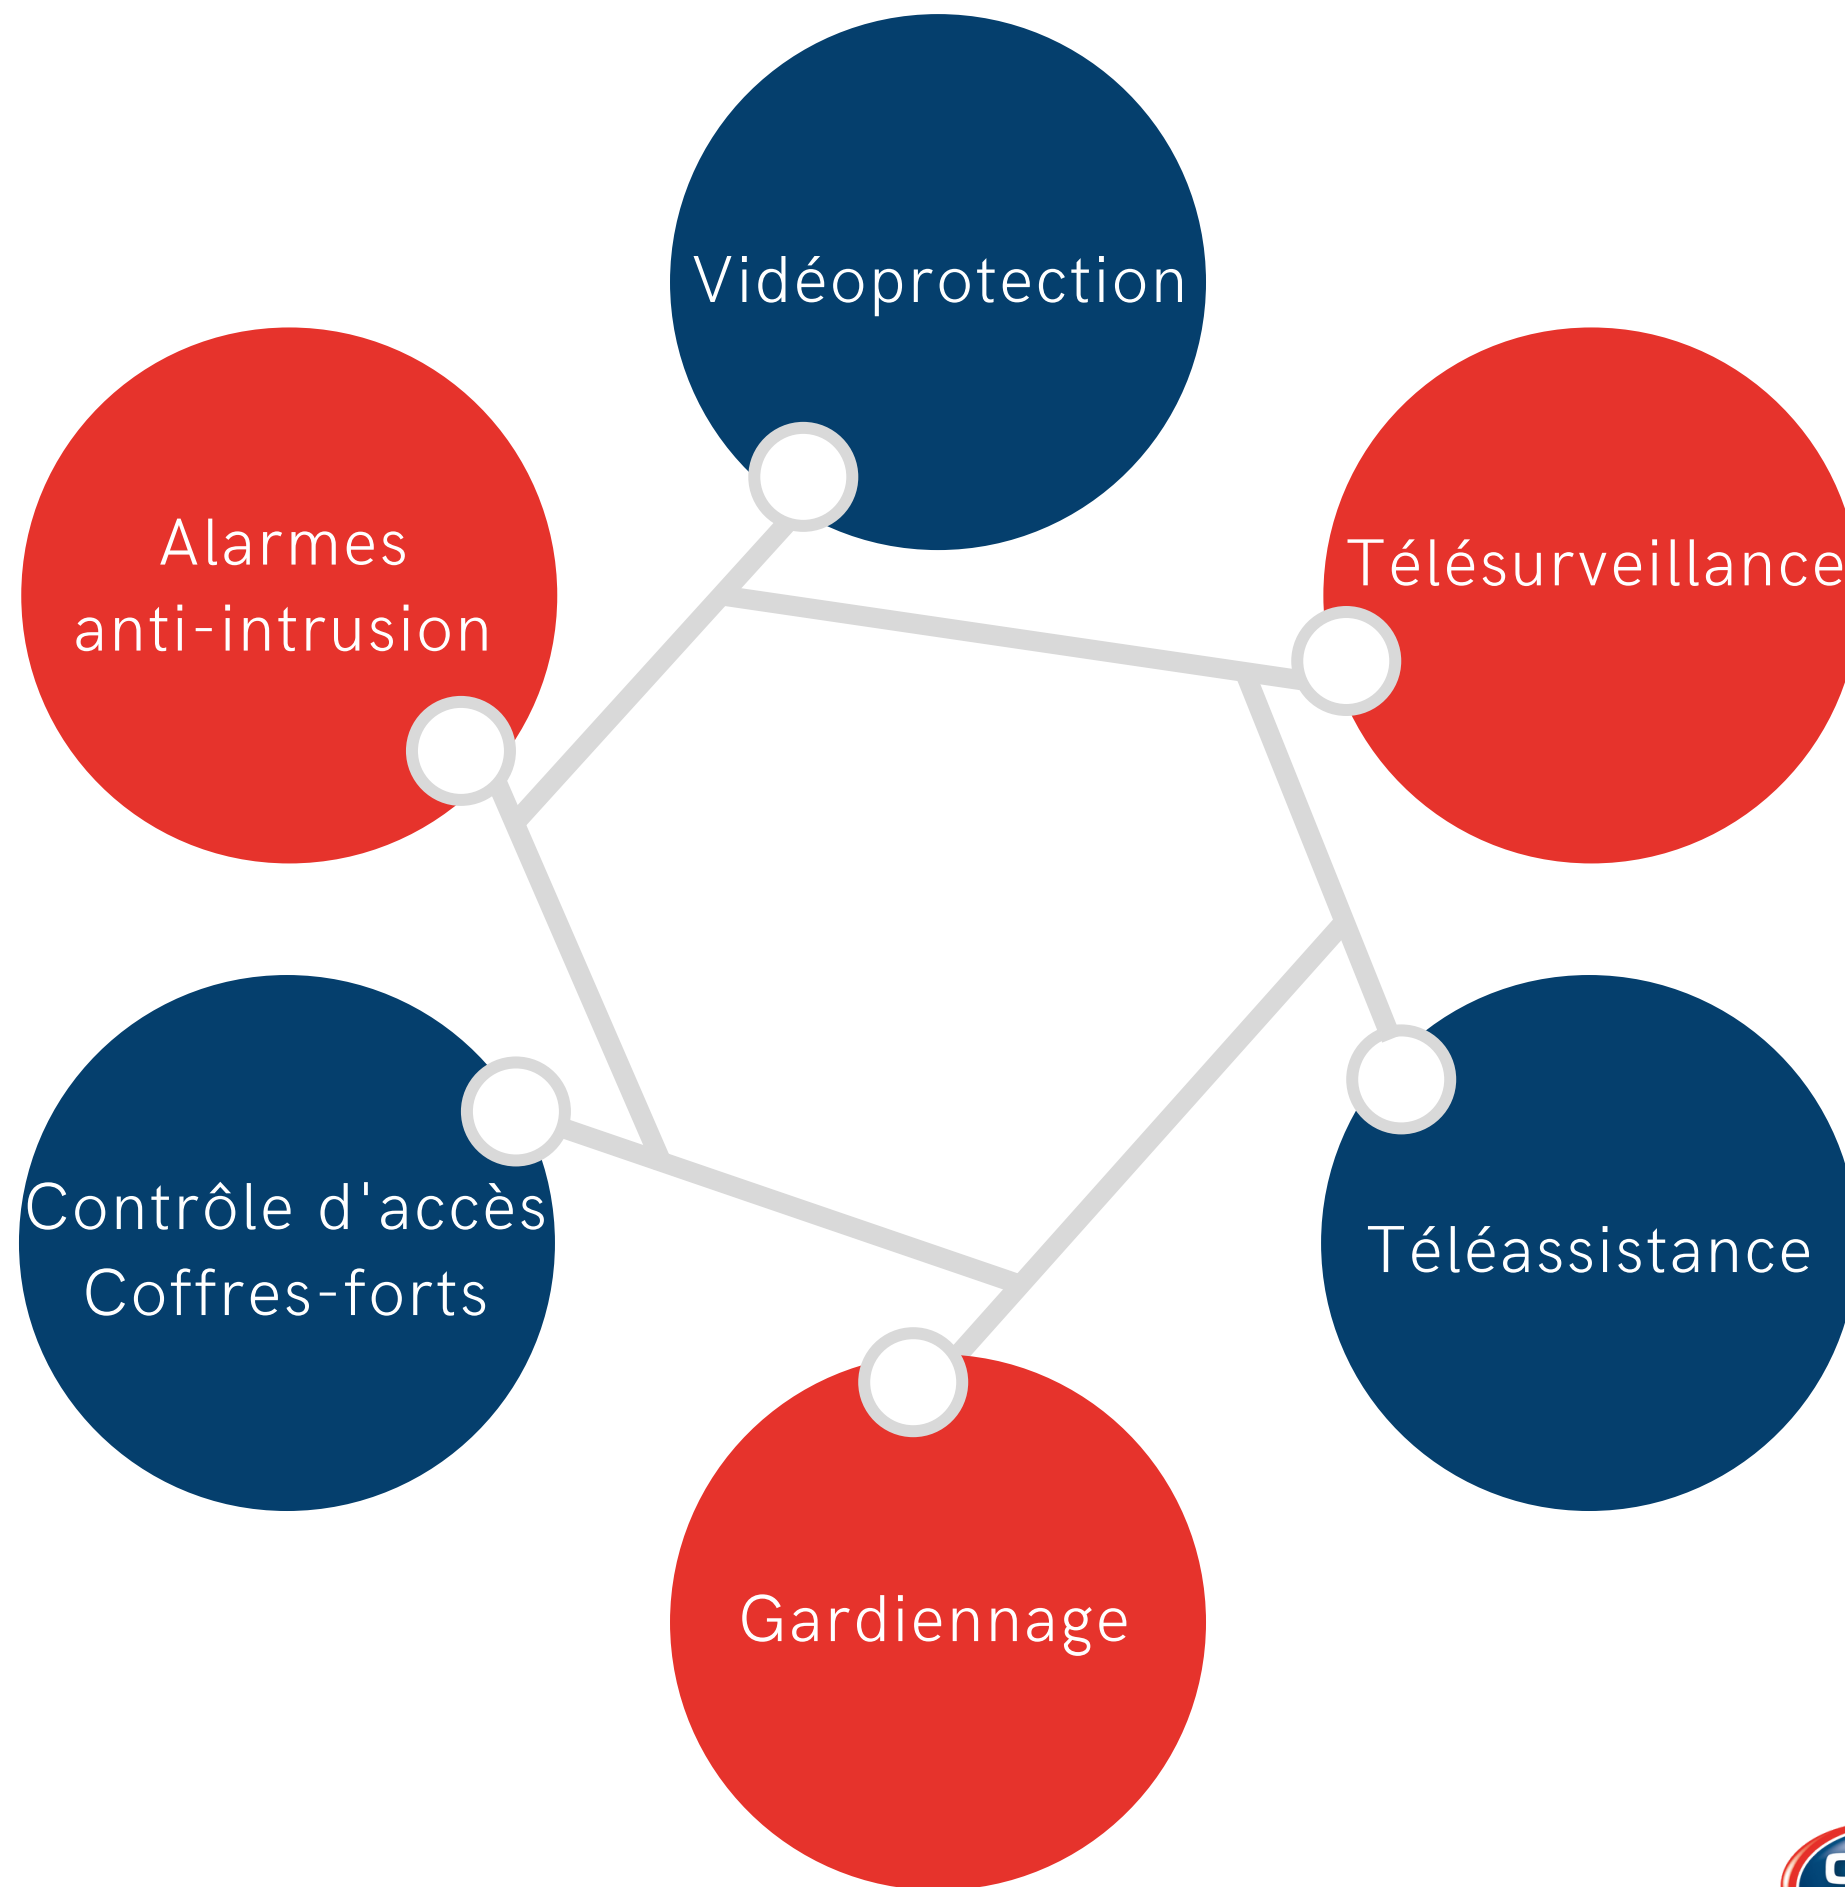 Vidéoprotection
Alarmes
anti-intrusion
Télésurveillance
Contrôle d'accès
Coffres-forts
Téléassistance
Gardiennage